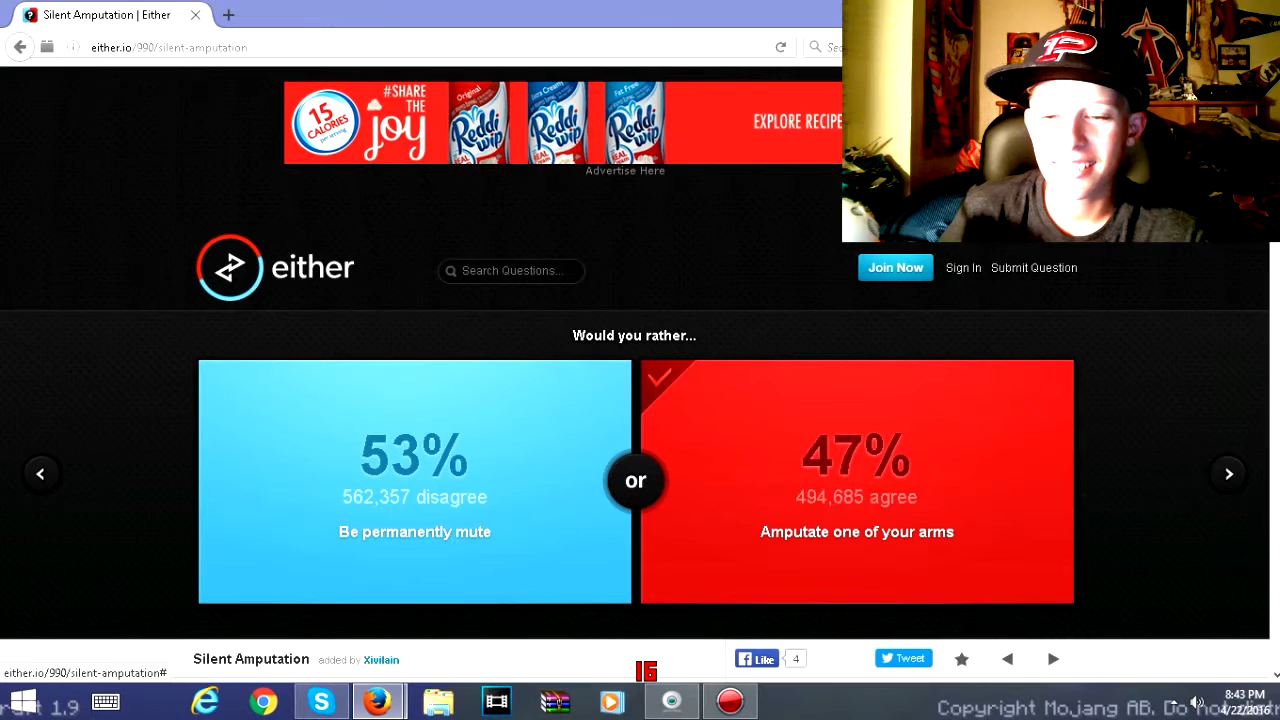 Silent Amputation | Either
either.io/990/silent-amputation
#SHARE
THE
joy
15
CALORIES
per serving
Original
Reddi
wip
Extra Creamy
Reddi
wip
Fat Free
Reddi
wip
EXPLORE RECIPE
Advertise Here
P
A
either
Search Questions...
Join Now
Sign In
Submit Question
Would you rather...
53%
562,357 disagree
Be permanently mute
or
47%
494,685 agree
Amputate one of your arms
Silent Amputation added by Xivilain
Like 4
Tweet
either.io/990/silent-amputation#
16
1.9
8:43 PM
4/22/2016
Copyright Mojang AB. Do not